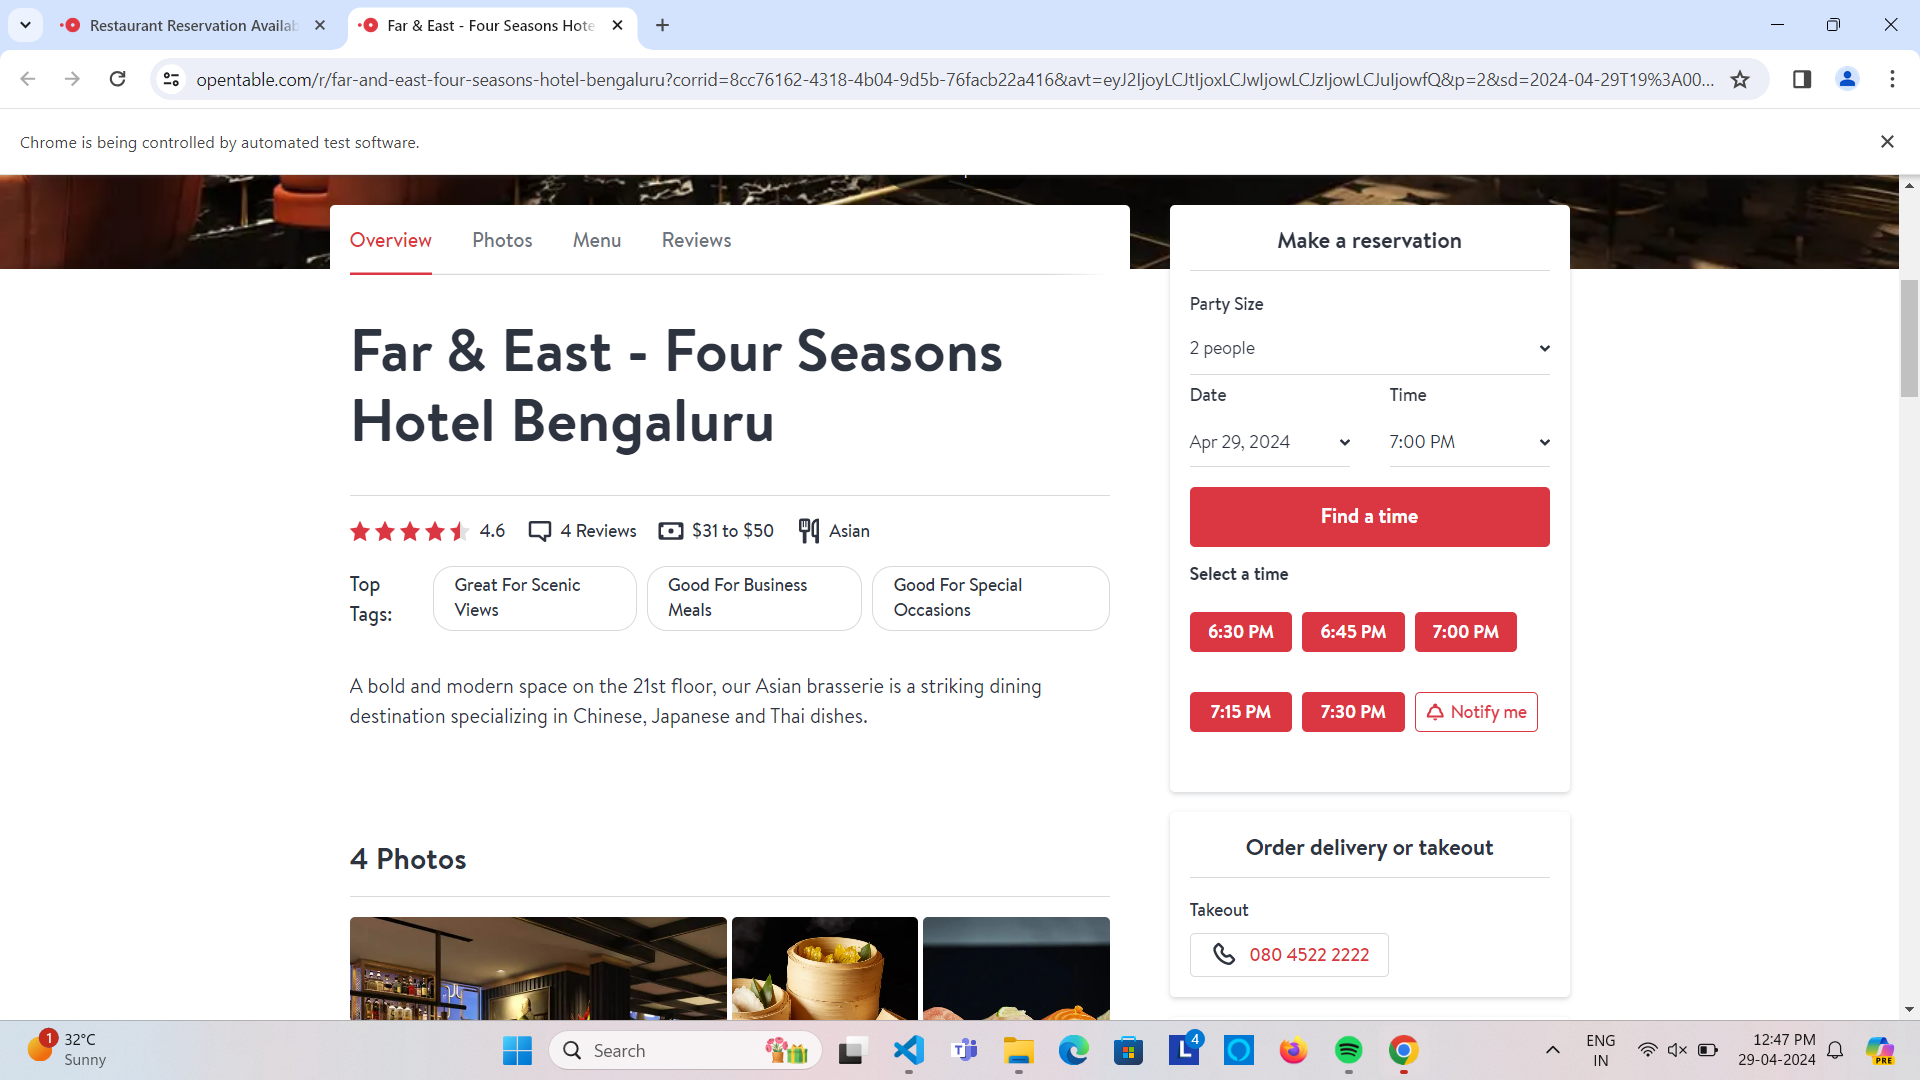 Restaurant Reservation Availab
Far & East - Four Seasons Hote
opentable.com/r/far-and-east-four-seasons-hotel-bengaluru?corrid=8cc76162-4318-4b04-9d5b-76facb22a416&avt=eyJ2IjoyLCJtIjoxLCJwIjowLCJzIjowLCJuIjowfQ&p=2&sd=2024-04-29T19%3A00...
Chrome is being controlled by automated test software.
Overview
Photos
Menu
Reviews
Far & East - Four Seasons
Hotel Bengaluru
4.6
4 Reviews
$31 to $50
Asian
Top
Tags:
Great For Scenic
Views
Good For Business
Meals
Good For Special
Occasions
A bold and modern space on the 21st floor, our Asian brasserie is a striking dining
destination specializing in Chinese, Japanese and Thai dishes.
4 Photos
Make a reservation
Party Size
2 people
Date
Time
Apr 29, 2024
7:00 PM
Find a time
Select a time
6:30 PM
6:45 PM
7:00 PM
7:15 PM
7:30 PM
Notify me
Order delivery or takeout
Takeout
080 4522 2222
1
32°C
Sunny
Search
4
ENG
IN
12:47 PM
29-04-2024
PRE